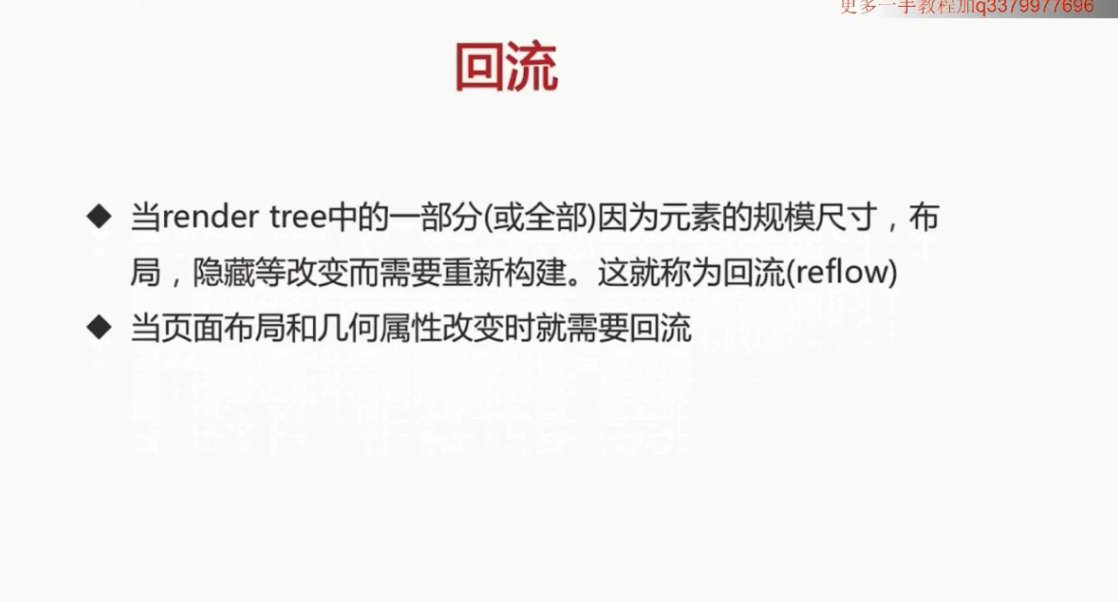 更多一手教程加q3379977696
回流
◆ 当render tree中的一部分(或全部)因为元素的规模尺寸，布
局，隐藏等改变而需要重新构建。这就称为回流(reflow)
◆ 当页面布局和几何属性改变时就需要回流